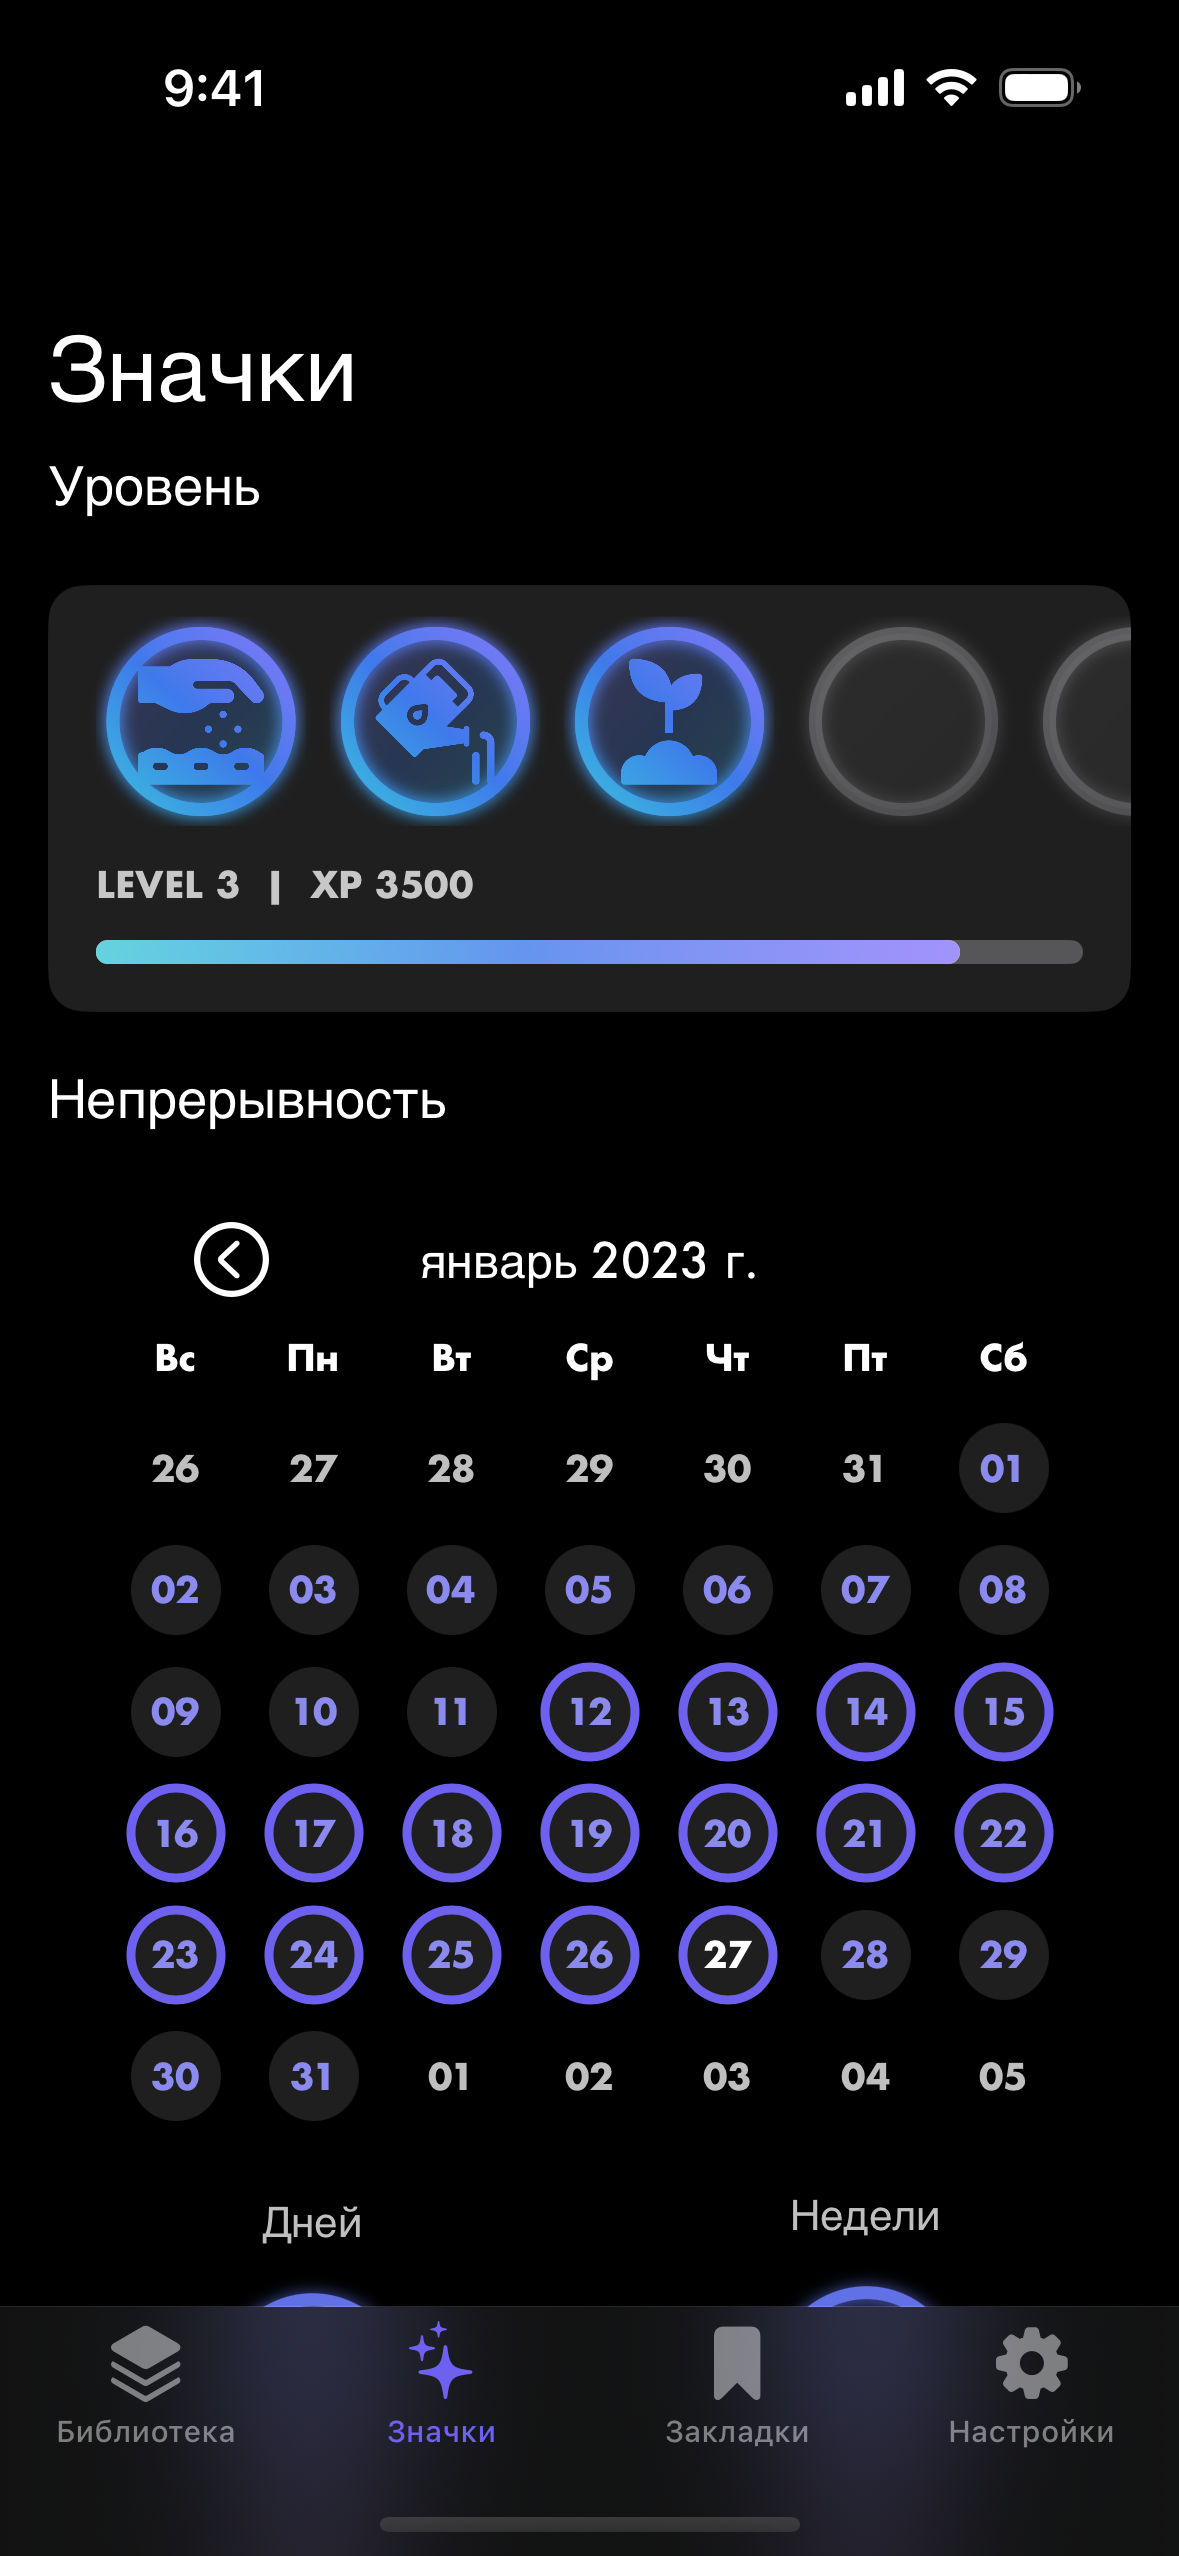 9:41
Значки
Уровень
LEVEL 3 | XP 3500
Непрерывность
январь 2023 г.
Вс Пн Вт Ср Чт Пт Сб
26 27 28 29 30 31 01
02 03 04 05 06 07 08
09 10 11 12 13 14 15
16 17 18 19 20 21 22
23 24 25 26 27 28 29
30 31 01 02 03 04 05
Дней Недели
Библиотека Значки Закладки Настройки